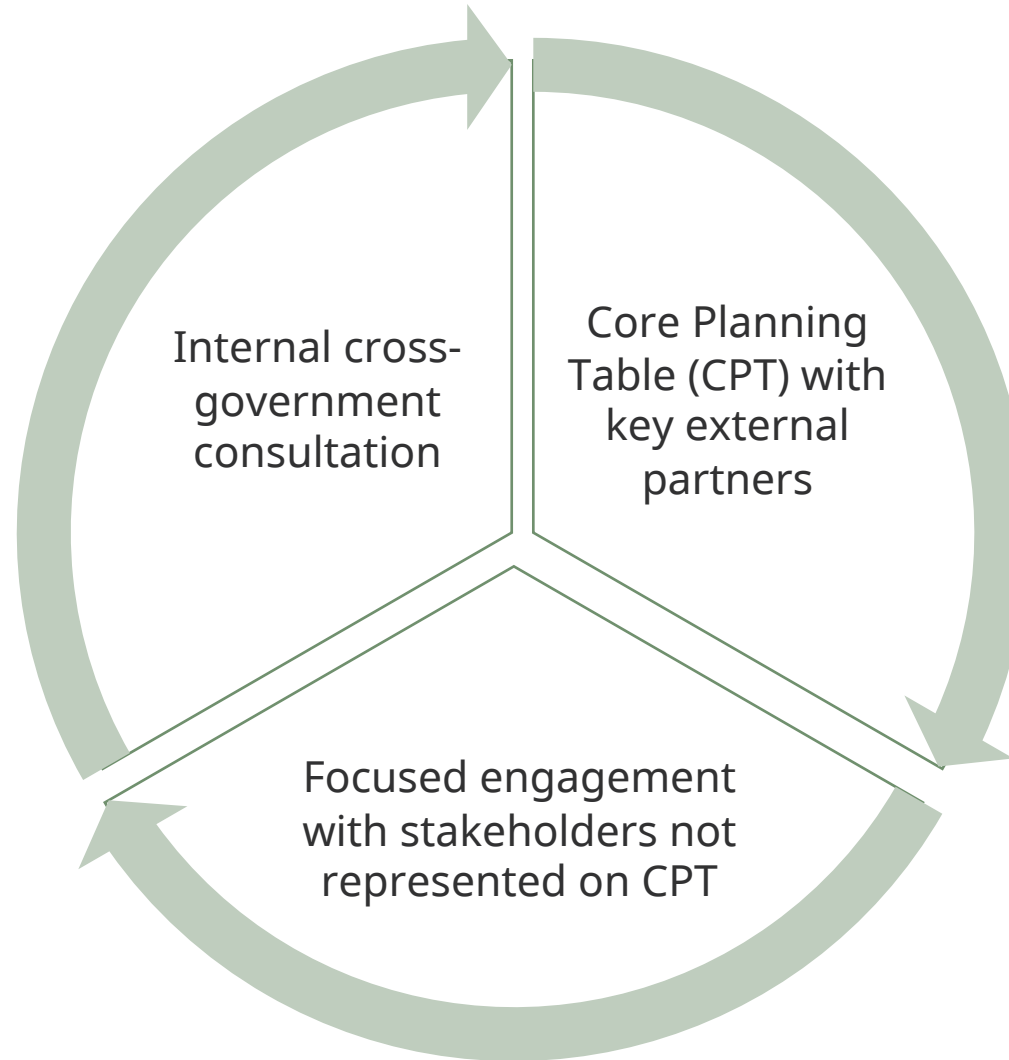 Internal cross-
government
consultation
Core Planning
Table (CPT) with
key external
partners
Focused engagement
with stakeholders not
represented on CPT